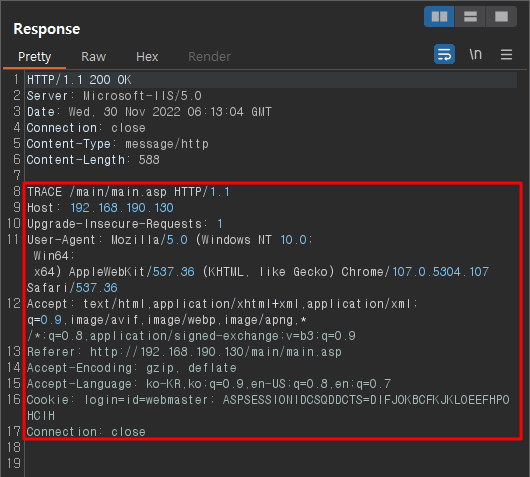 Response
Pretty Raw Hex Render
\n
1 HTTP/1.1 200 OK
2 Server: Microsoft-IIS/5.0
3 Date: Wed, 30 Nov 2022 06:13:04 GMT
4 Connection: close
5 Content-Type: message/http
6 Content-Length: 588
7
8 TRACE /main/main.asp HTTP/1.1
9 Host: 192.168.190.130
10 Upgrade-Insecure-Requests: 1
11 User-Agent: Mozilla/5.0 (Windows NT 10.0;
Win64;
x64) AppleWebKit/537.36 (KHTML, like Gecko) Chrome/107.0.5304.107
Safari/537.36
12 Accept: text/html,application/xhtml+xml,application/xml;
q=0.9,image/avif,image/webp,image/apng,*
/*;q=0.8,application/signed-exchange;v=b3;q=0.9
13 Referer: http://192.168.190.130/main/main.asp
14 Accept-Encoding: gzip, deflate
15 Accept-Language: ko-KR,ko;q=0.9,en-US;q=0.8,en;q=0.7
16 Cookie: login=id=webmaster; ASPSESSIONIDCSQDDCTS=DIFJOKBCFKJKLOEEFHPO
HCIH
17 Connection: close
18
19